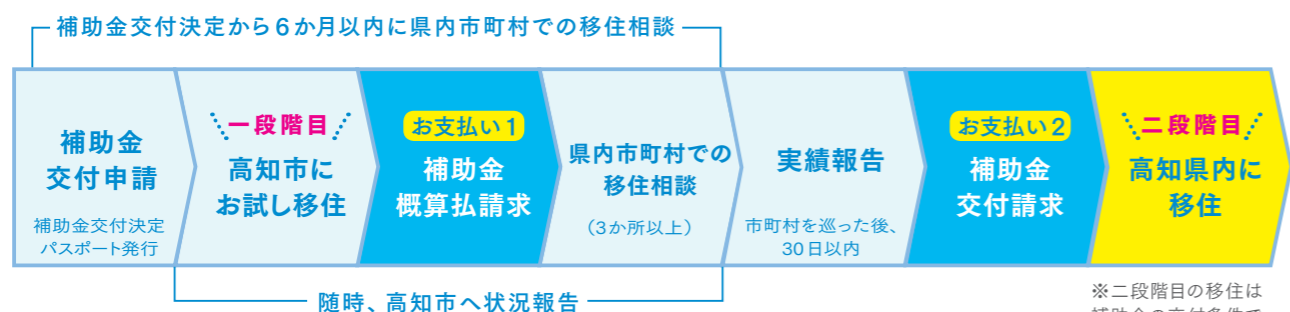 補助金交付決定から6か月以内に県内市町村での移住相談
補助金
交付申請
補助金交付決定
パスポート発行
一段階目
高知市に
お試し移住
お支払い1
補助金
概算払請求
県内市町村での
移住相談
（3か所以上）
実績報告
市町村を巡った後、
30日以内
お支払い2
補助金
交付請求
二段階目
高知県内に
移住
随時、高知市へ状況報告
※二段階目の移住は